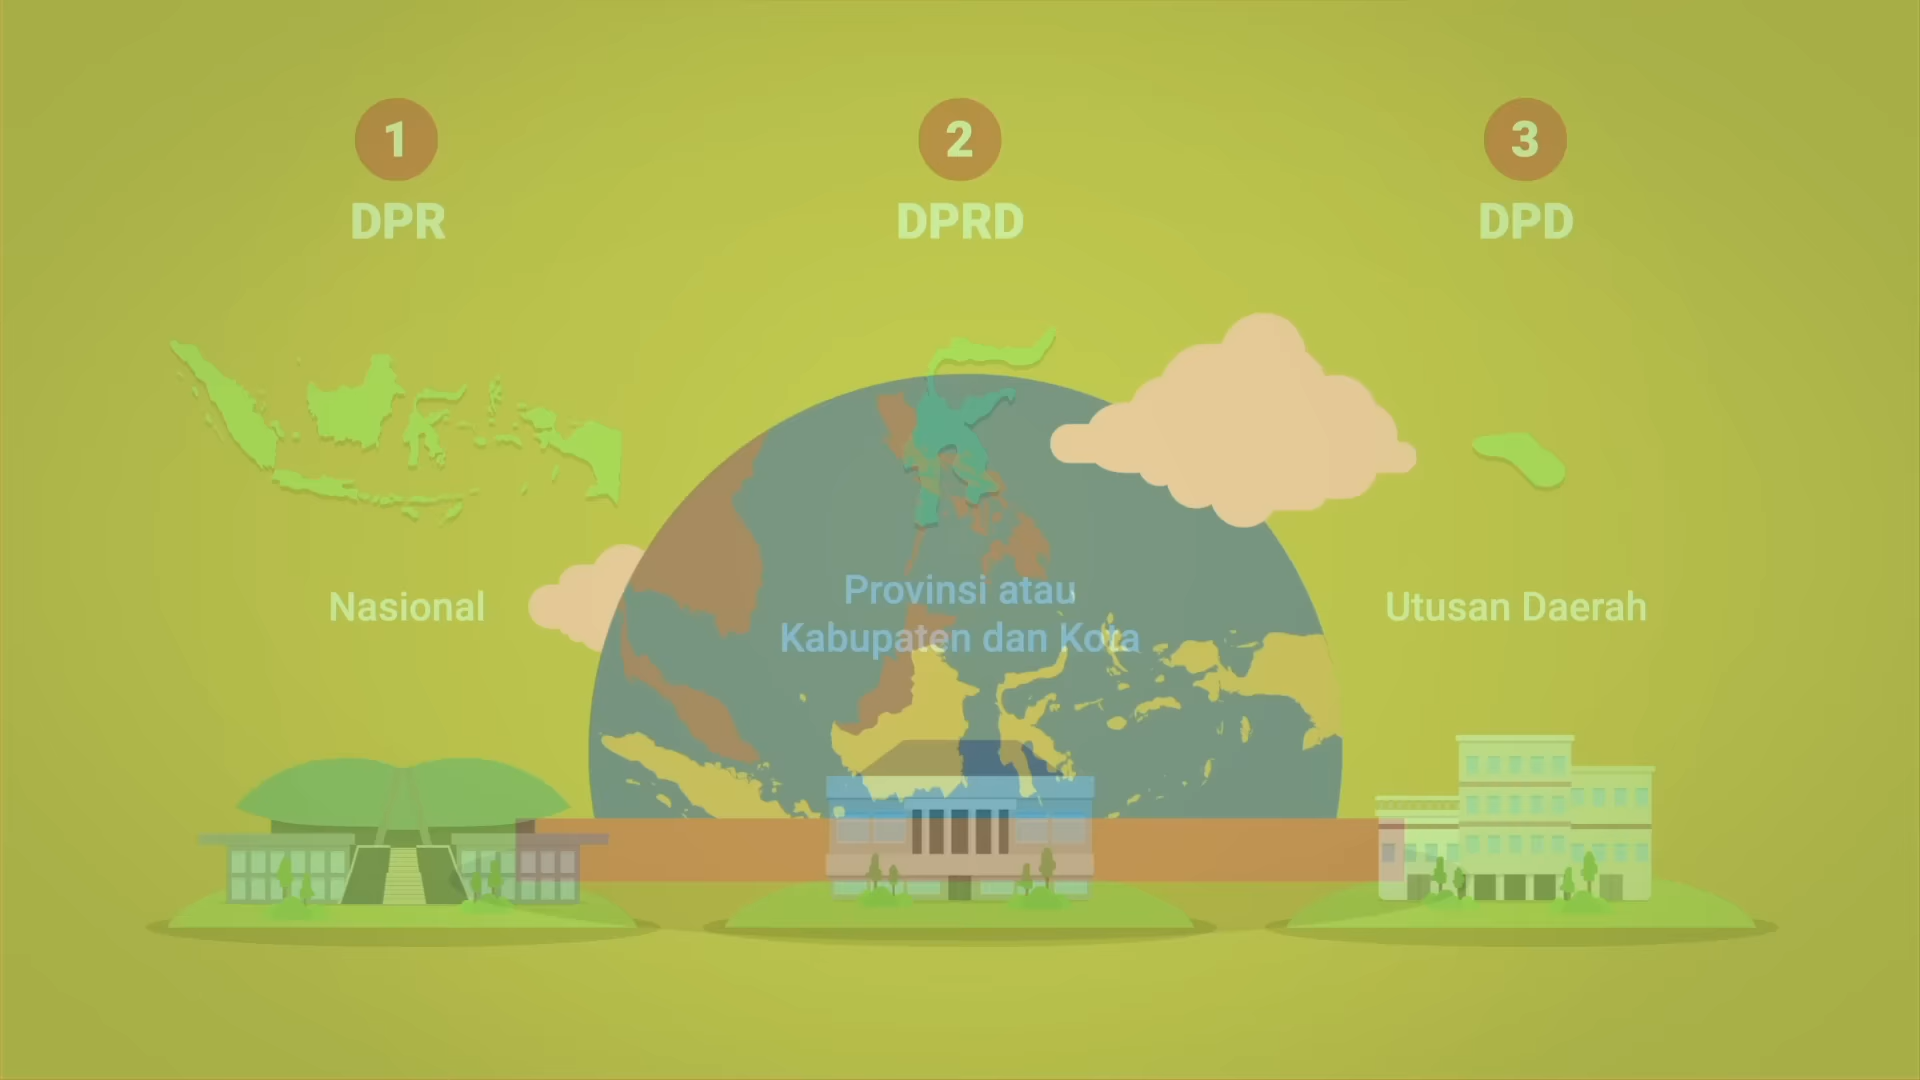 1
DPR
Nasional
2
DPRD
Provinsi atau
Kabupaten dan Kota
3
DPD
Utusan Daerah